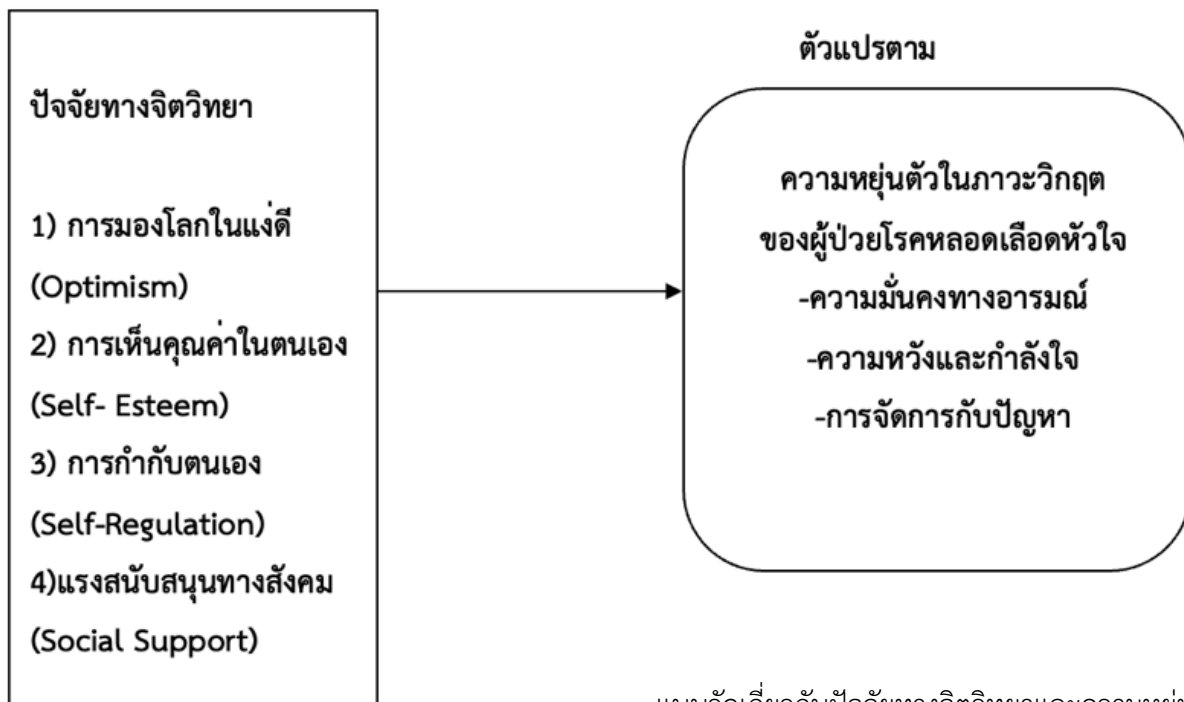 ปัจจัยทางจิตวิทยา
1) การมองโลกในแง่ดี
(Optimism)
2) การเห็นคุณค่าในตนเอง
(Self- Esteem)
3) การกำกับตนเอง
(Self-Regulation)
4)แรงสนับสนุนทางสังคม
(Social Support)
ตัวแปรตาม
ความหยุ่นตัวในภาวะวิกฤต
ของผู้ป่วยโรคหลอดเลือดหัวใจ
-ความมั่นคงทางอารมณ์
-ความหวังและกำลังใจ
-การจัดการกับปัญหา